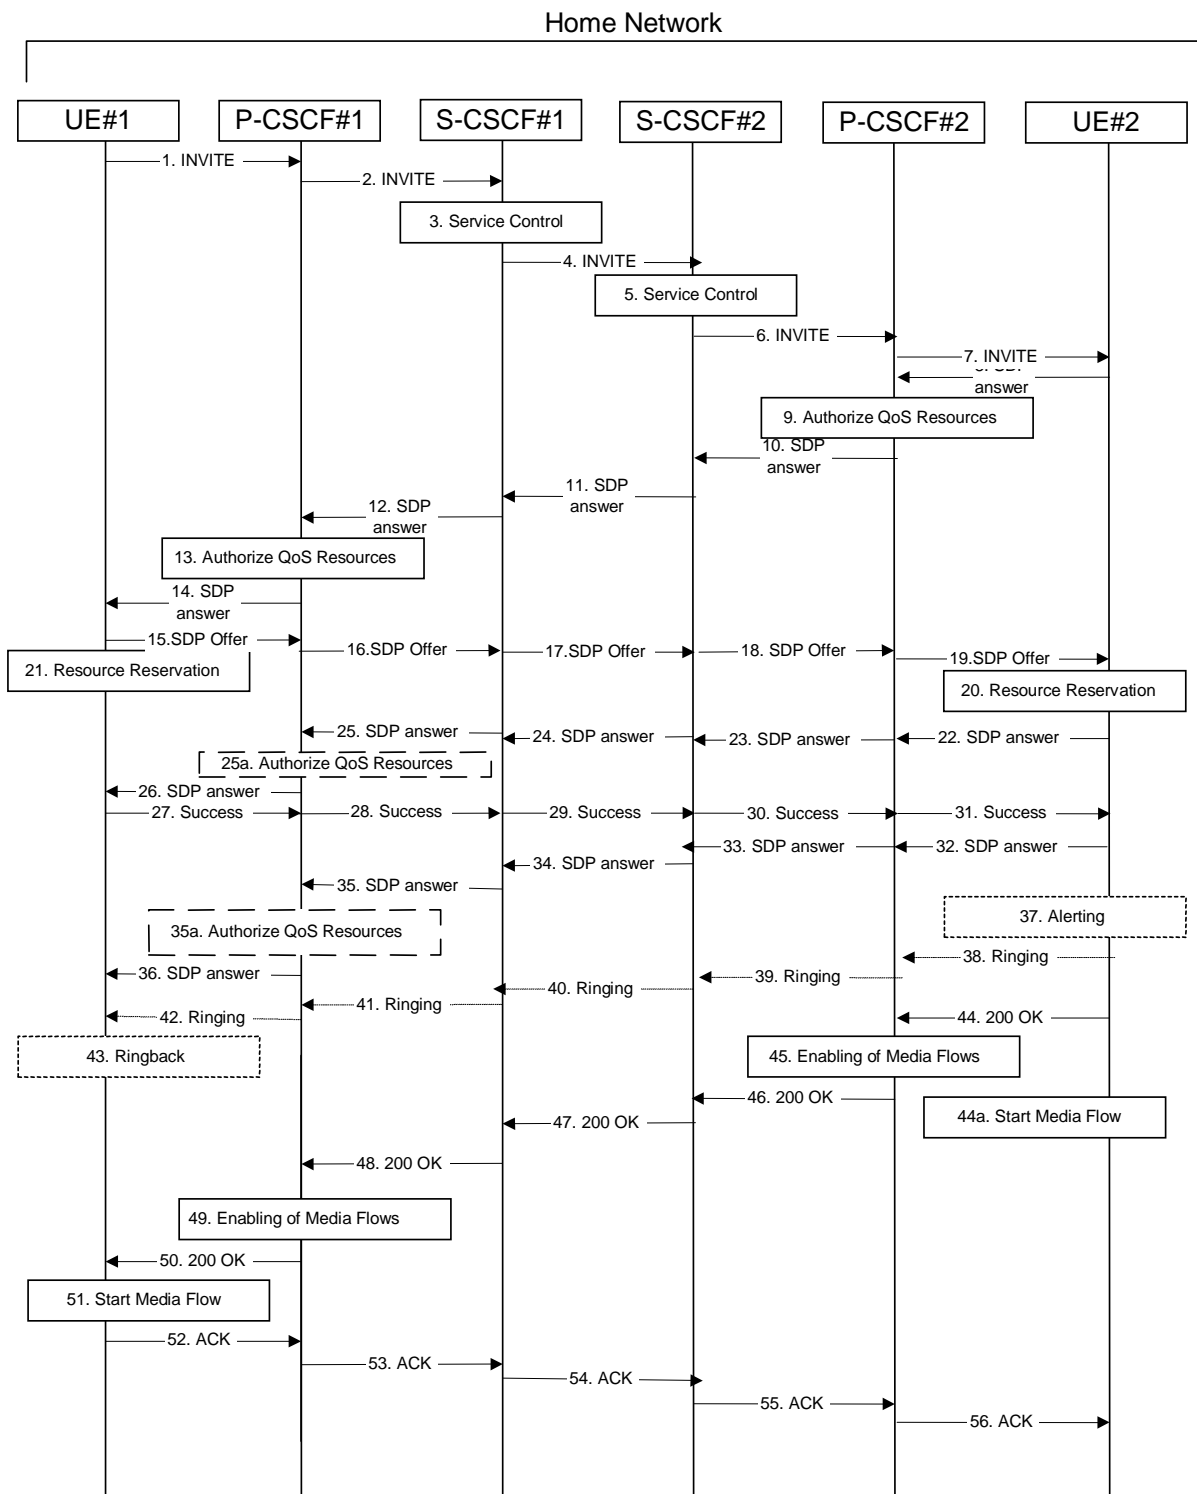 Home Network
UE#1
P-CSCF#1
S-CSCF#1
S-CSCF#2
P-CSCF#2
UE#2
1. INVITE
2. INVITE
3. Service Control
4. INVITE
5. Service Control
6. INVITE
7. INVITE
answer
9. Authorize QoS Resources
10. SDP
answer
11. SDP
answer
12. SDP
answer
13. Authorize QoS Resources
14. SDP
answer
15.SDP Offer
16.SDP Offer
17.SDP Offer
18. SDP Offer
19.SDP Offer
21. Resource Reservation
20. Resource Reservation
25. SDP answer
24. SDP answer
23. SDP answer
22. SDP answer
25a. Authorize QoS Resources
26. SDP answer
27. Success
28. Success
29. Success
30. Success
31. Success
33. SDP answer
32. SDP answer
34. SDP answer
35. SDP answer
37. Alerting
35a. Authorize QoS Resources
38. Ringing
36. SDP answer
39. Ringing
40. Ringing
41. Ringing
42. Ringing
44. 200 OK
43. Ringback
45. Enabling of Media Flows
46. 200 OK
44a. Start Media Flow
47. 200 OK
48. 200 OK
49. Enabling of Media Flows
50. 200 OK
51. Start Media Flow
52. ACK
53. ACK
54. ACK
55. ACK
56. ACK